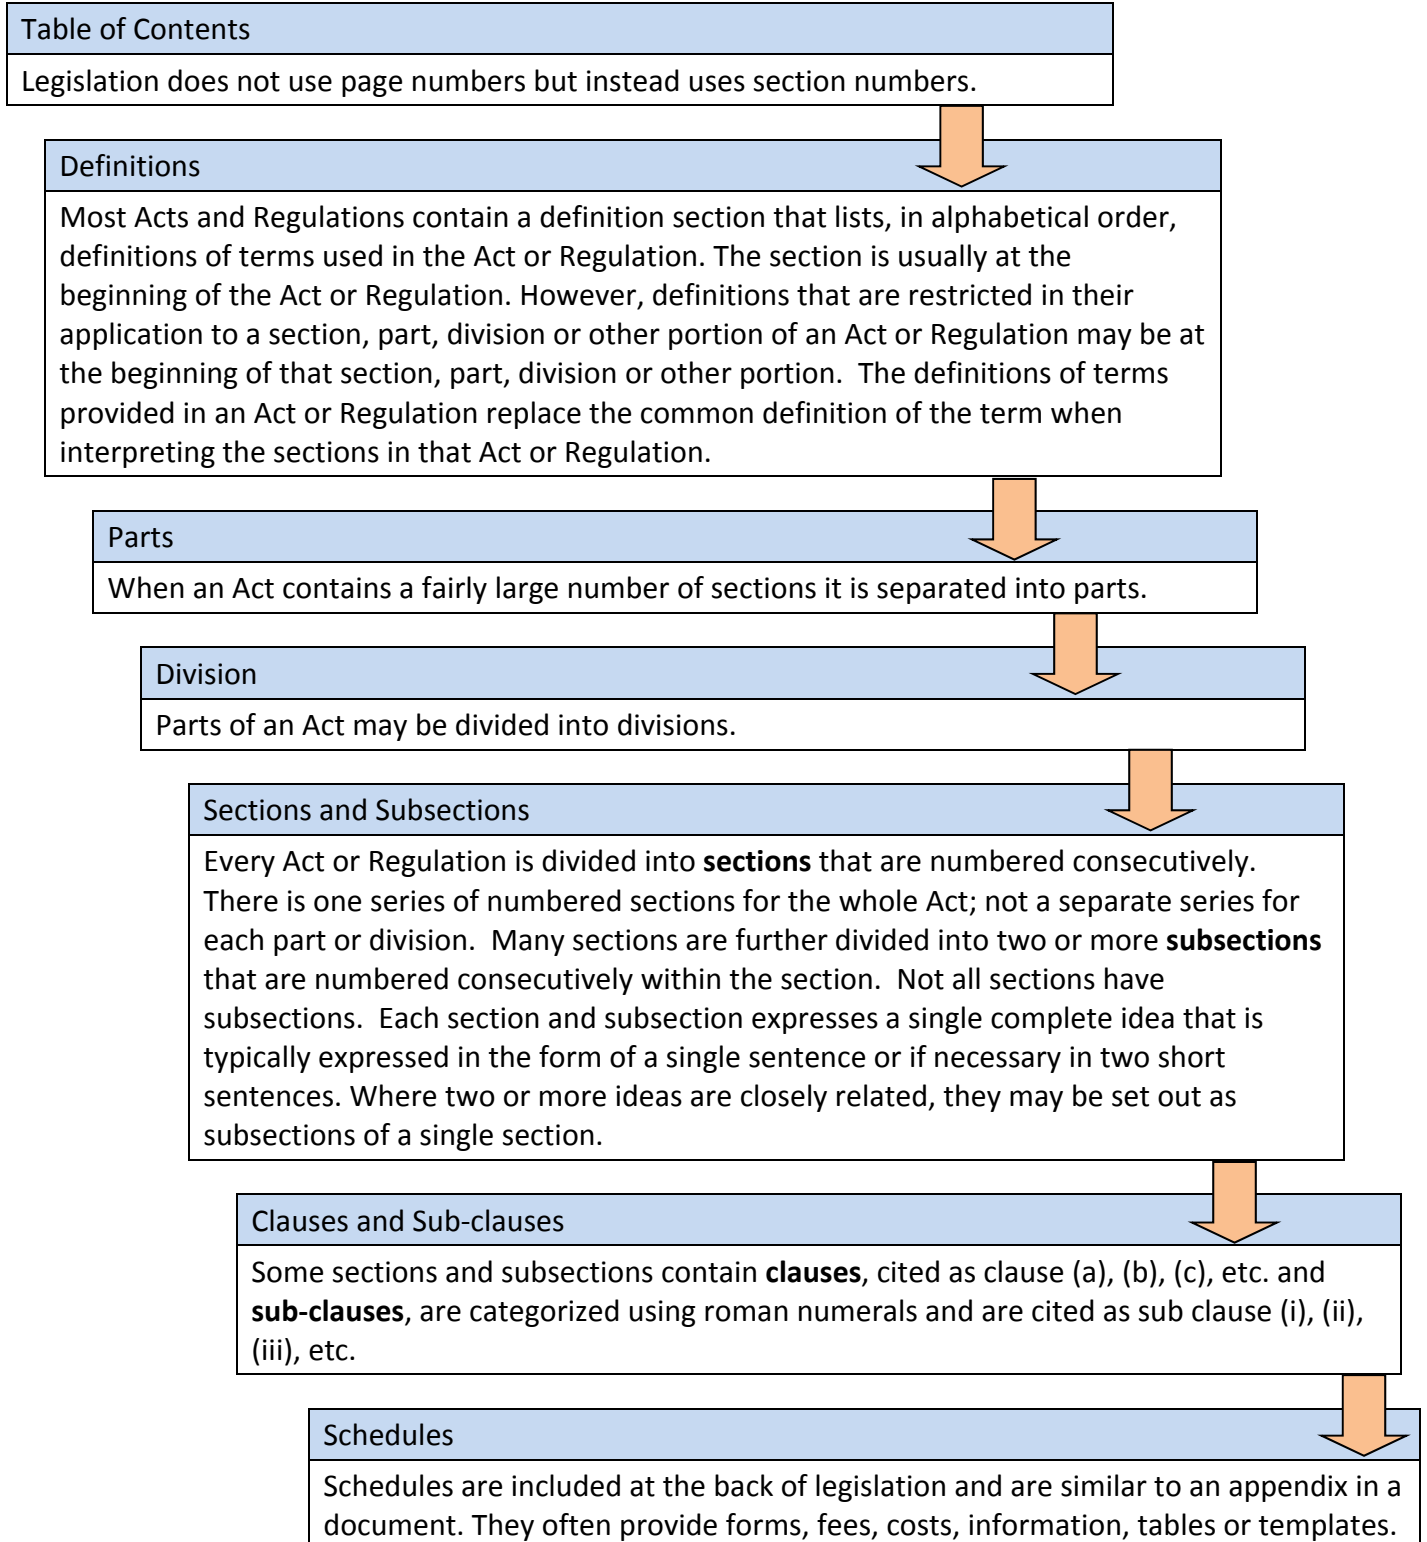 Table of Contents
Legislation does not use page numbers but instead uses section numbers.
Definitions
Most Acts and Regulations contain a definition section that lists, in alphabetical order,
definitions of terms used in the Act or Regulation. The section is usually at the
beginning of the Act or Regulation. However, definitions that are restricted in their
application to a section, part, division or other portion of an Act or Regulation may be at
the beginning of that section, part, division or other portion.  The definitions of terms
provided in an Act or Regulation replace the common definition of the term when
interpreting the sections in that Act or Regulation.
Parts
When an Act contains a fairly large number of sections it is separated into parts.
Division
Parts of an Act may be divided into divisions.
Sections and Subsections
Every Act or Regulation is divided into sections that are numbered consecutively.
There is one series of numbered sections for the whole Act; not a separate series for
each part or division.  Many sections are further divided into two or more subsections
that are numbered consecutively within the section.  Not all sections have
subsections.  Each section and subsection expresses a single complete idea that is
typically expressed in the form of a single sentence or if necessary in two short
sentences. Where two or more ideas are closely related, they may be set out as
subsections of a single section.
Clauses and Sub-clauses
Some sections and subsections contain clauses, cited as clause (a), (b), (c), etc. and
sub-clauses, are categorized using roman numerals and are cited as sub clause (i), (ii),
(iii), etc.
Schedules
Schedules are included at the back of legislation and are similar to an appendix in a
document. They often provide forms, fees, costs, information, tables or templates.